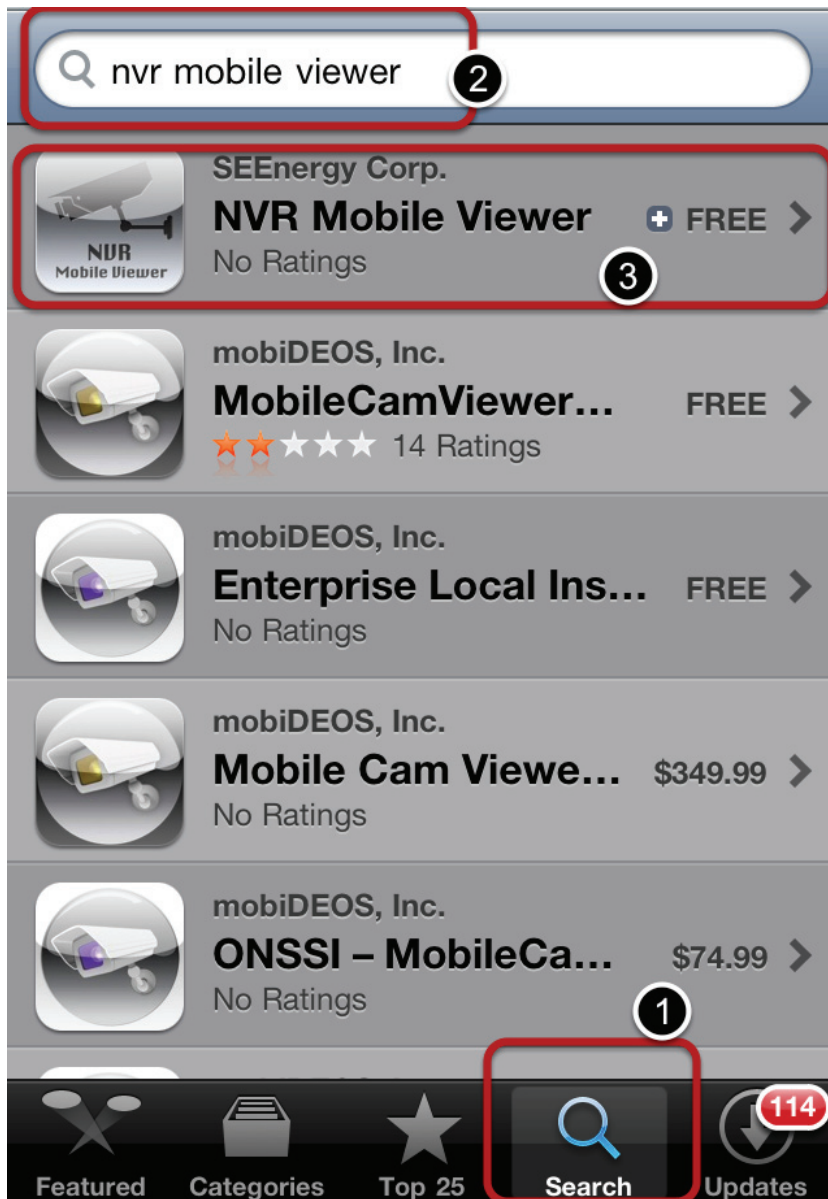 nvr mobile viewer
2
SEEnergy Corp.
NVR Mobile Viewer
FREE
No Ratings
3
NVR
Mobile Viewer
mobiDEOS, Inc.
MobileCamViewer...
FREE
14 Ratings
mobiDEOS, Inc.
Enterprise Local Ins...
FREE
No Ratings
mobiDEOS, Inc.
Mobile Cam Viewe...
$349.99
No Ratings
mobiDEOS, Inc.
ONSSI – MobileCa...
$74.99
No Ratings
1
114
Featured
Categories
Top 25
Search
Updates